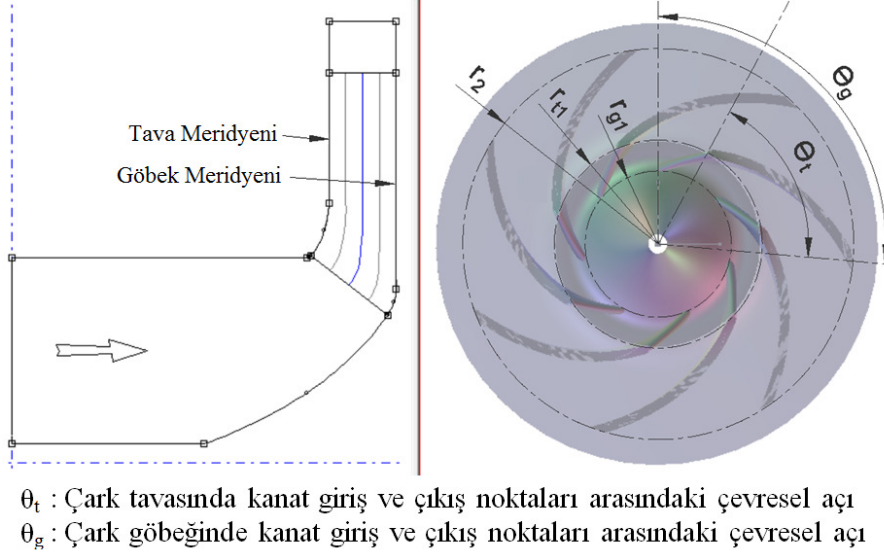 Tava Meridyeni
Göbek Meridyeni
r2
rt1
rg1
Θg
Θt
θt : Çark tavasında kanat giriş ve çıkış noktaları arasındaki çevresel açı
θg : Çark göbeğinde kanat giriş ve çıkış noktaları arasındaki çevresel açı